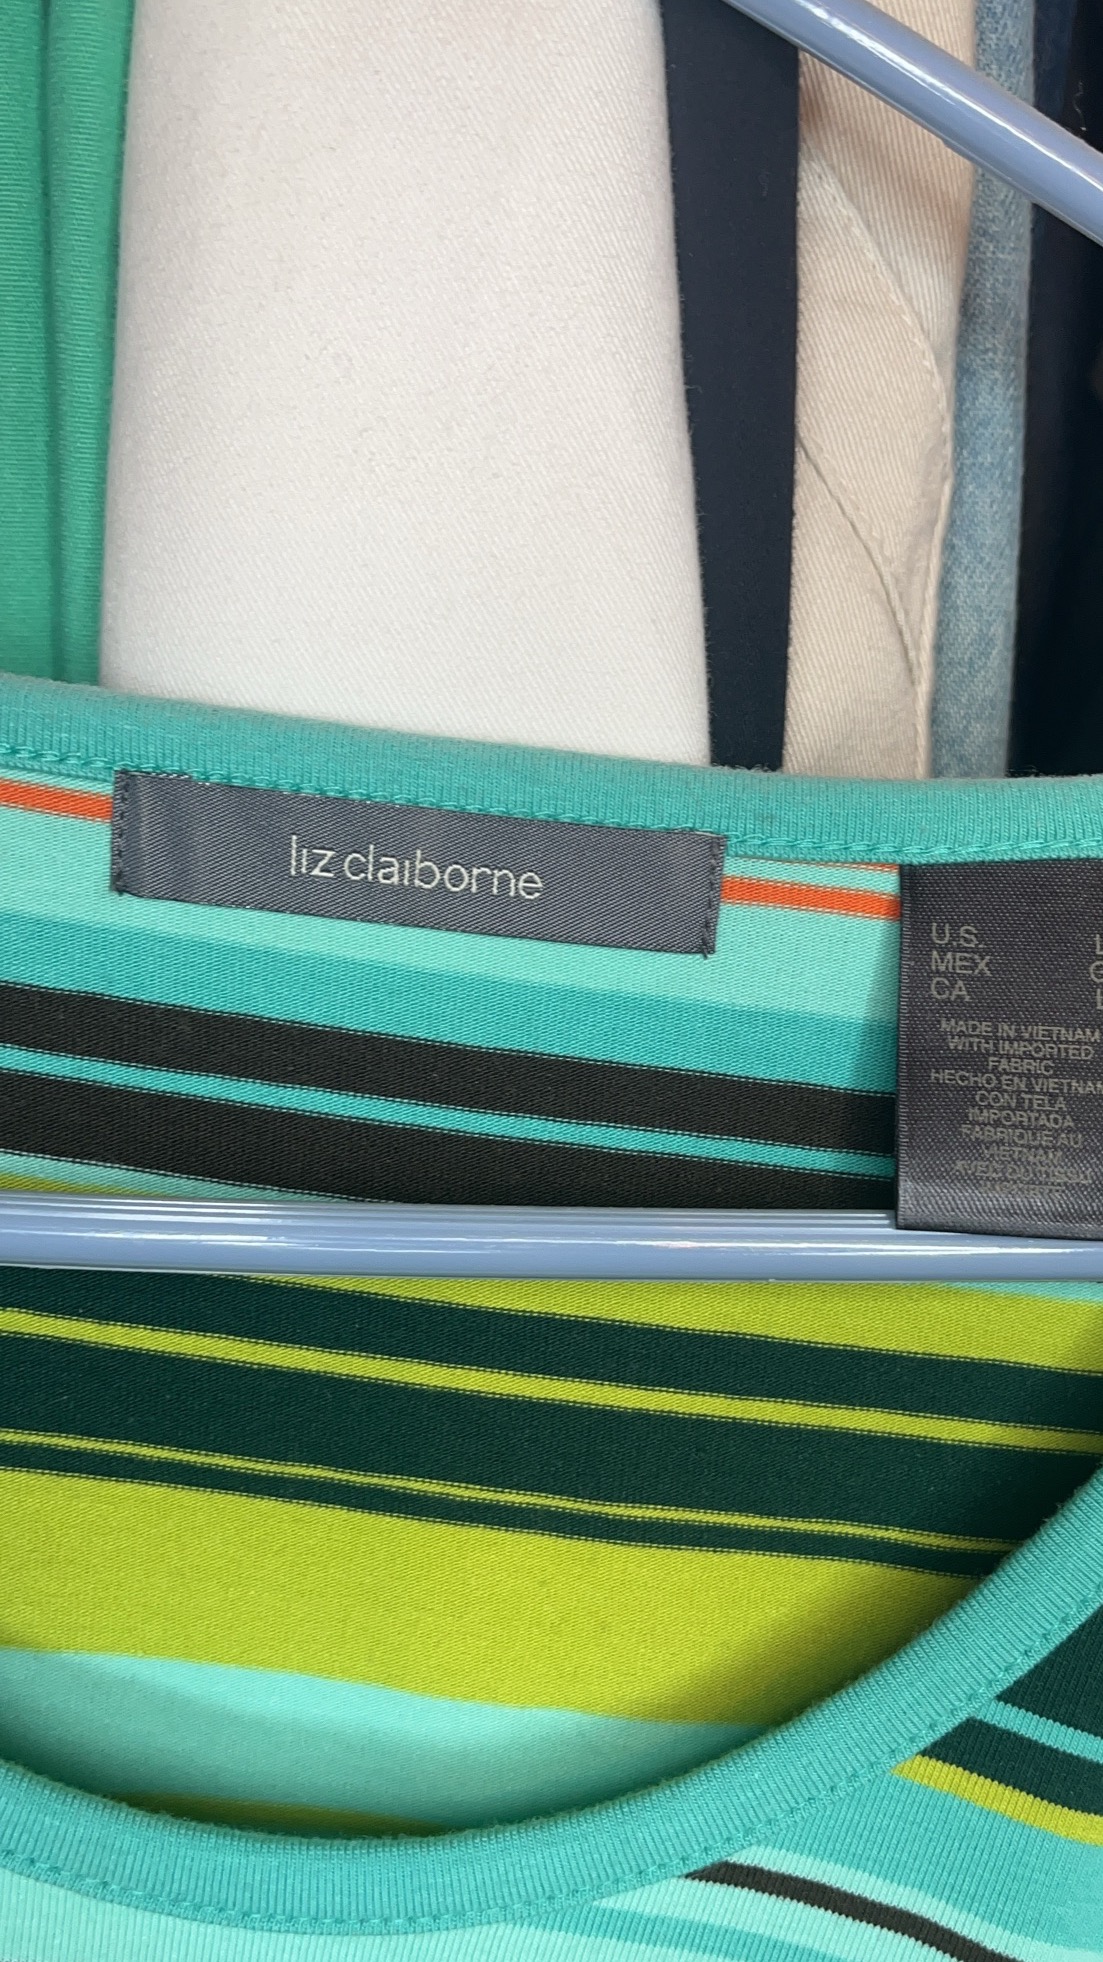 liz claiborne
U.S. L
MEX G
CA L
MADE IN VIETNAM
WITH IMPORTED
FABRIC
HECHO EN VIETNAM
CON TELA
IMPORTADA
FABRIQUE AU
VIETNAM